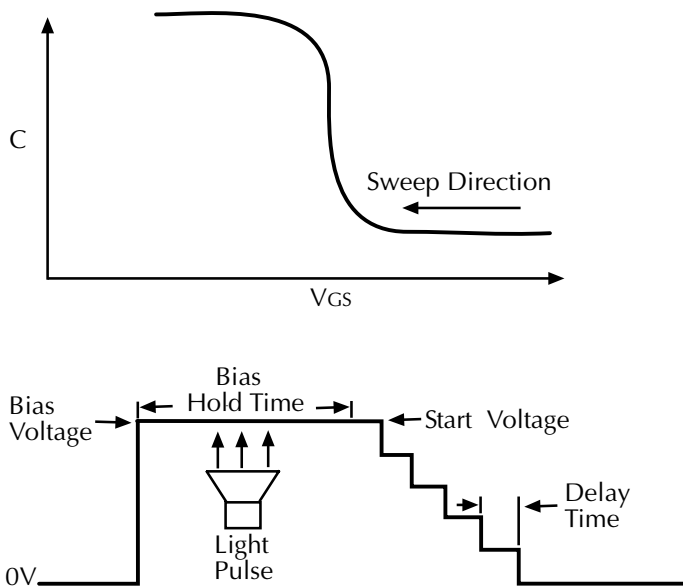 C
Sweep Direction
VGS
Bias
Hold Time
Bias
Voltage
Start Voltage
Delay
Time
Light
Pulse
0V